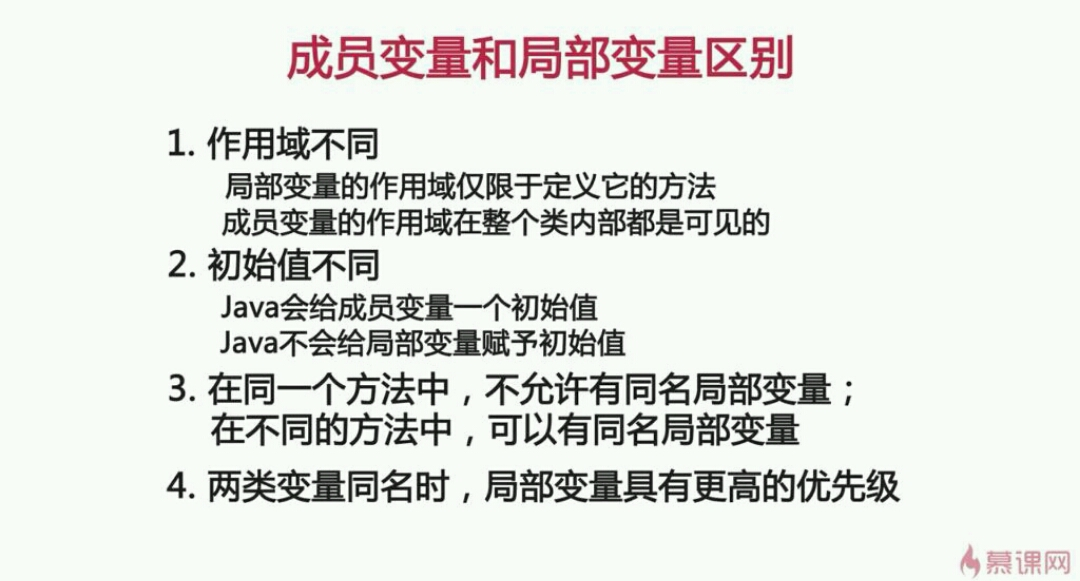 成员变量和局部变量区别
1. 作用域不同
局部变量的作用域仅限于定义它的方法
成员变量的作用域在整个类内部都是可见的
2. 初始值不同
Java会给成员变量一个初始值
Java不会给局部变量赋予初始值
3. 在同一个方法中，不允许有同名局部变量；
在不同的方法中，可以有同名局部变量
4. 两类变量同名时，局部变量具有更高的优先级
慕课网